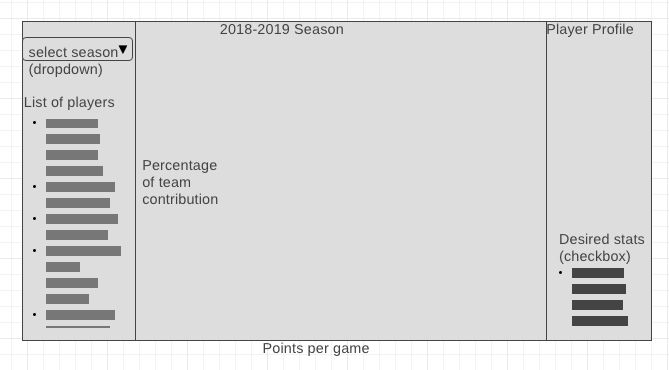 2018-2019 Season
Player Profile
select season
(dropdown)
List of players
Percentage
of team
contribution
Desired stats
(checkbox)
Points per game